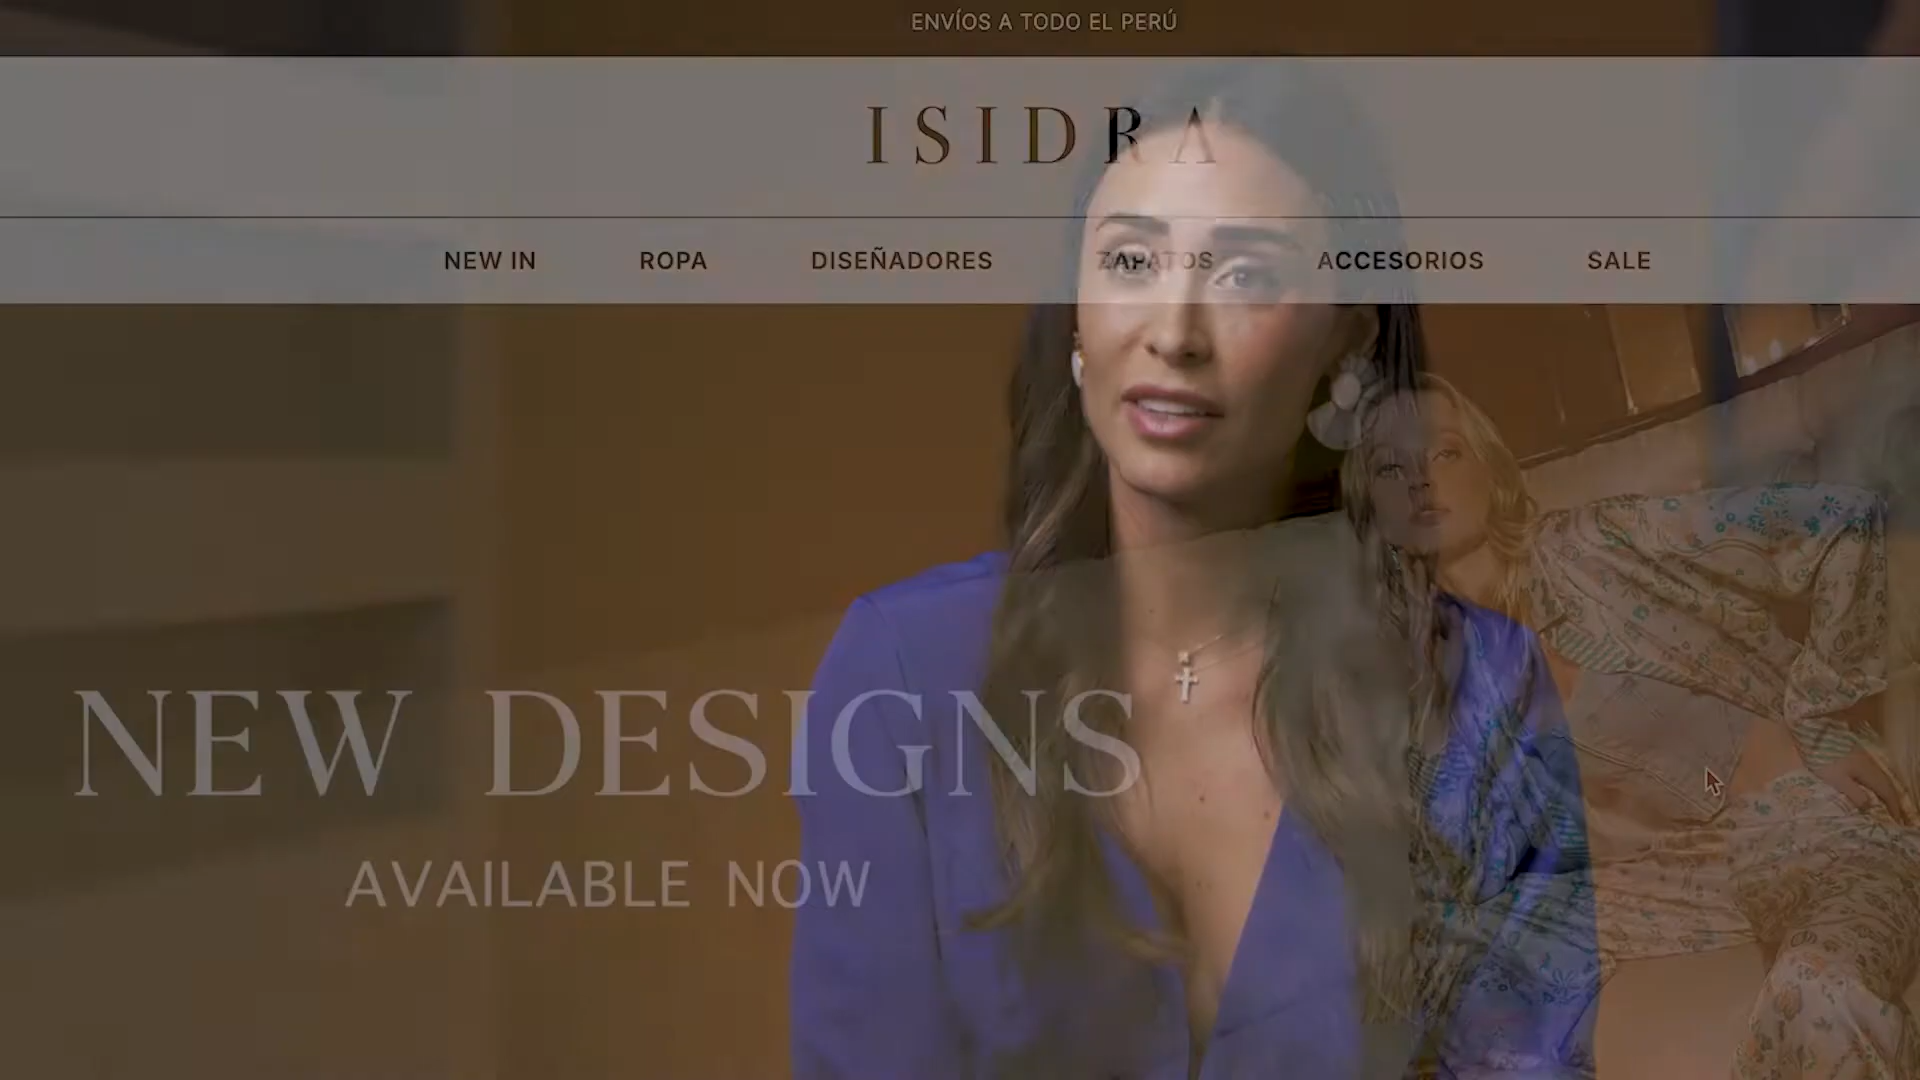 ENVÍOS A TODO EL PERÚ
ISIDRA
NEW IN ROPA DISEÑADORES ZAPATOS ACCESORIOS SALE
NEW DESIGNS
AVAILABLE NOW